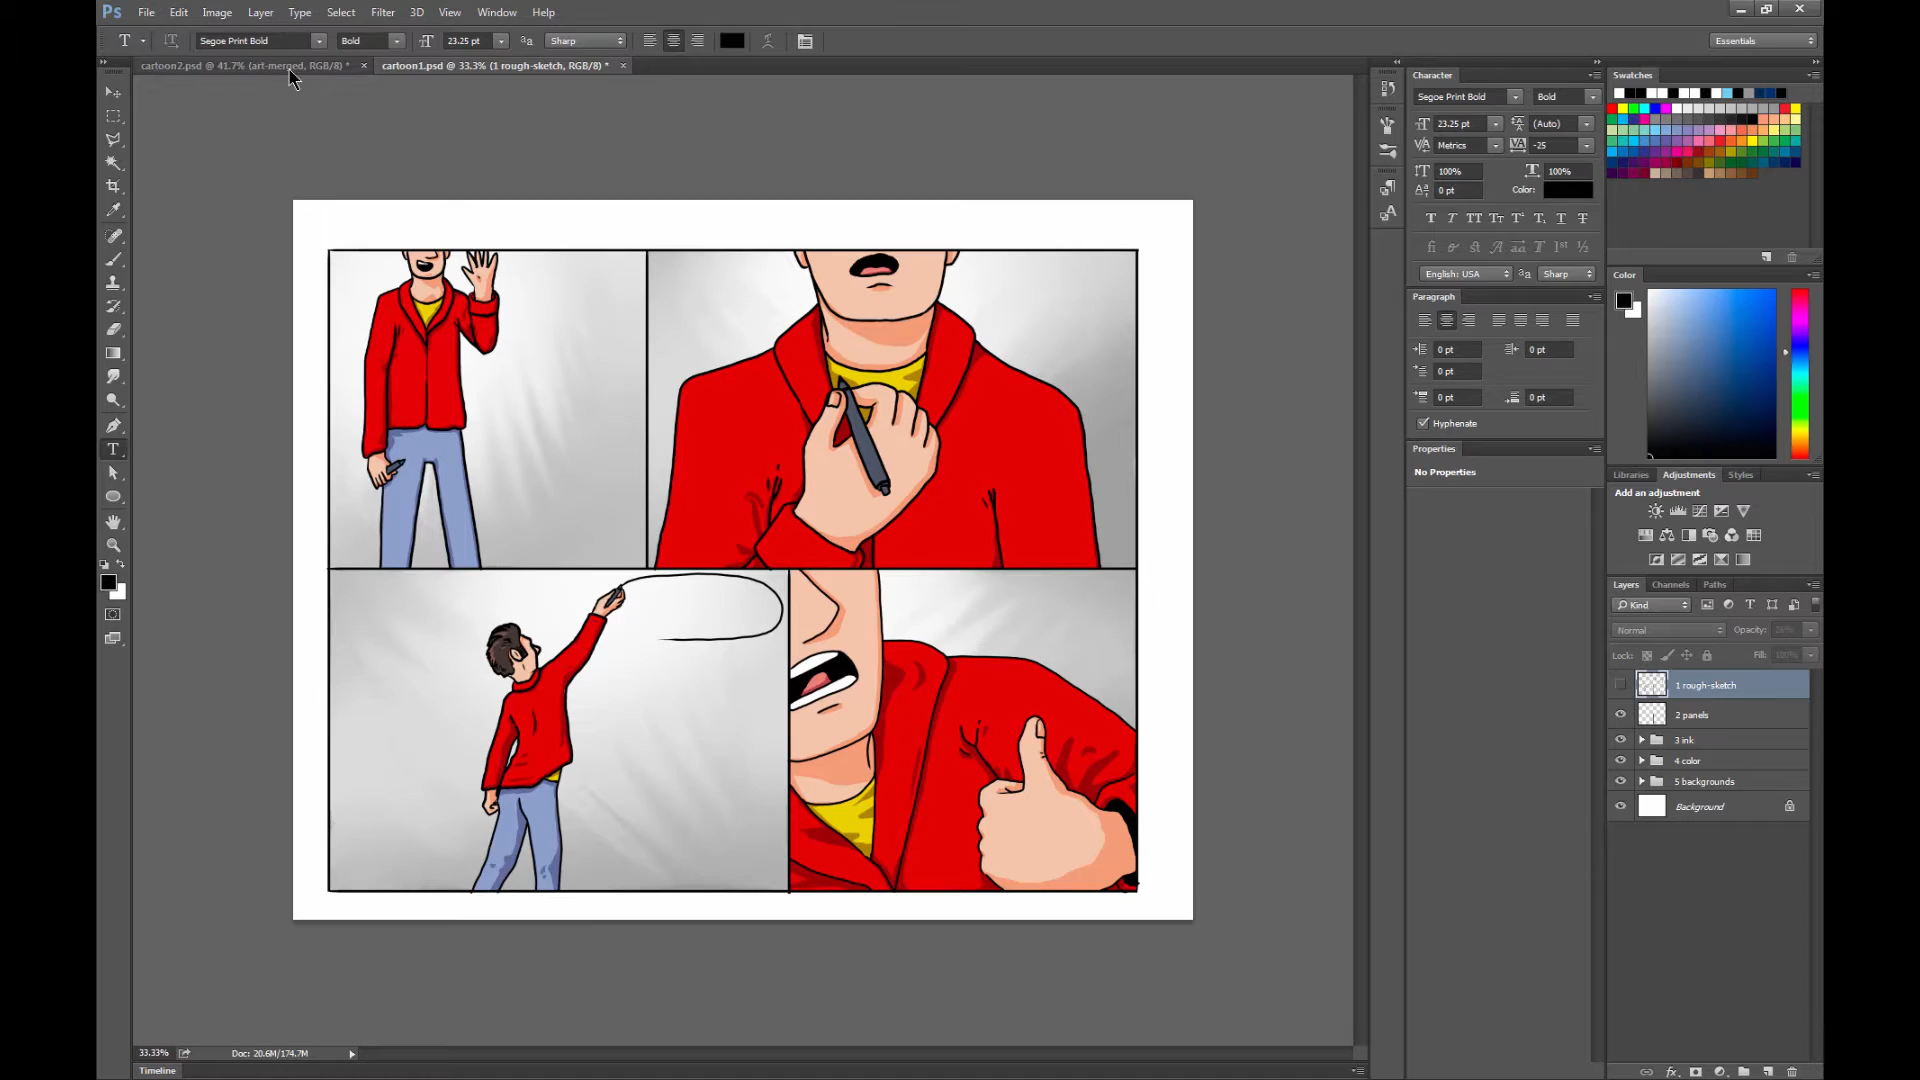 Ps File Edit Image Layer Type Select Filter 3D View Window Help
T Segoe Print Bold Bold 23.25 pt Sharp Essentials
cartoon2.psd @ 41.7% (art-merged, RGB/8) * × cartoon1.psd @ 33.3% (1 rough-sketch, RGB/8) * ×
Character
Segoe Print Bold Bold
23.25 pt (Auto)
Metrics -25
100% 100%
0 pt Color:
English: USA Sharp
Paragraph
0 pt 0 pt
0 pt
0 pt 0 pt
Hyphenate
Properties
No Properties
Swatches
Color
Libraries Adjustments Styles
Add an adjustment
Layers Channels Paths
Kind
Normal Opacity:
Lock: Fill: 100%
1 rough-sketch
2 panels
3 ink
4 color
5 backgrounds
Background
33.33% Doc: 20.6M/174.7M
Timeline